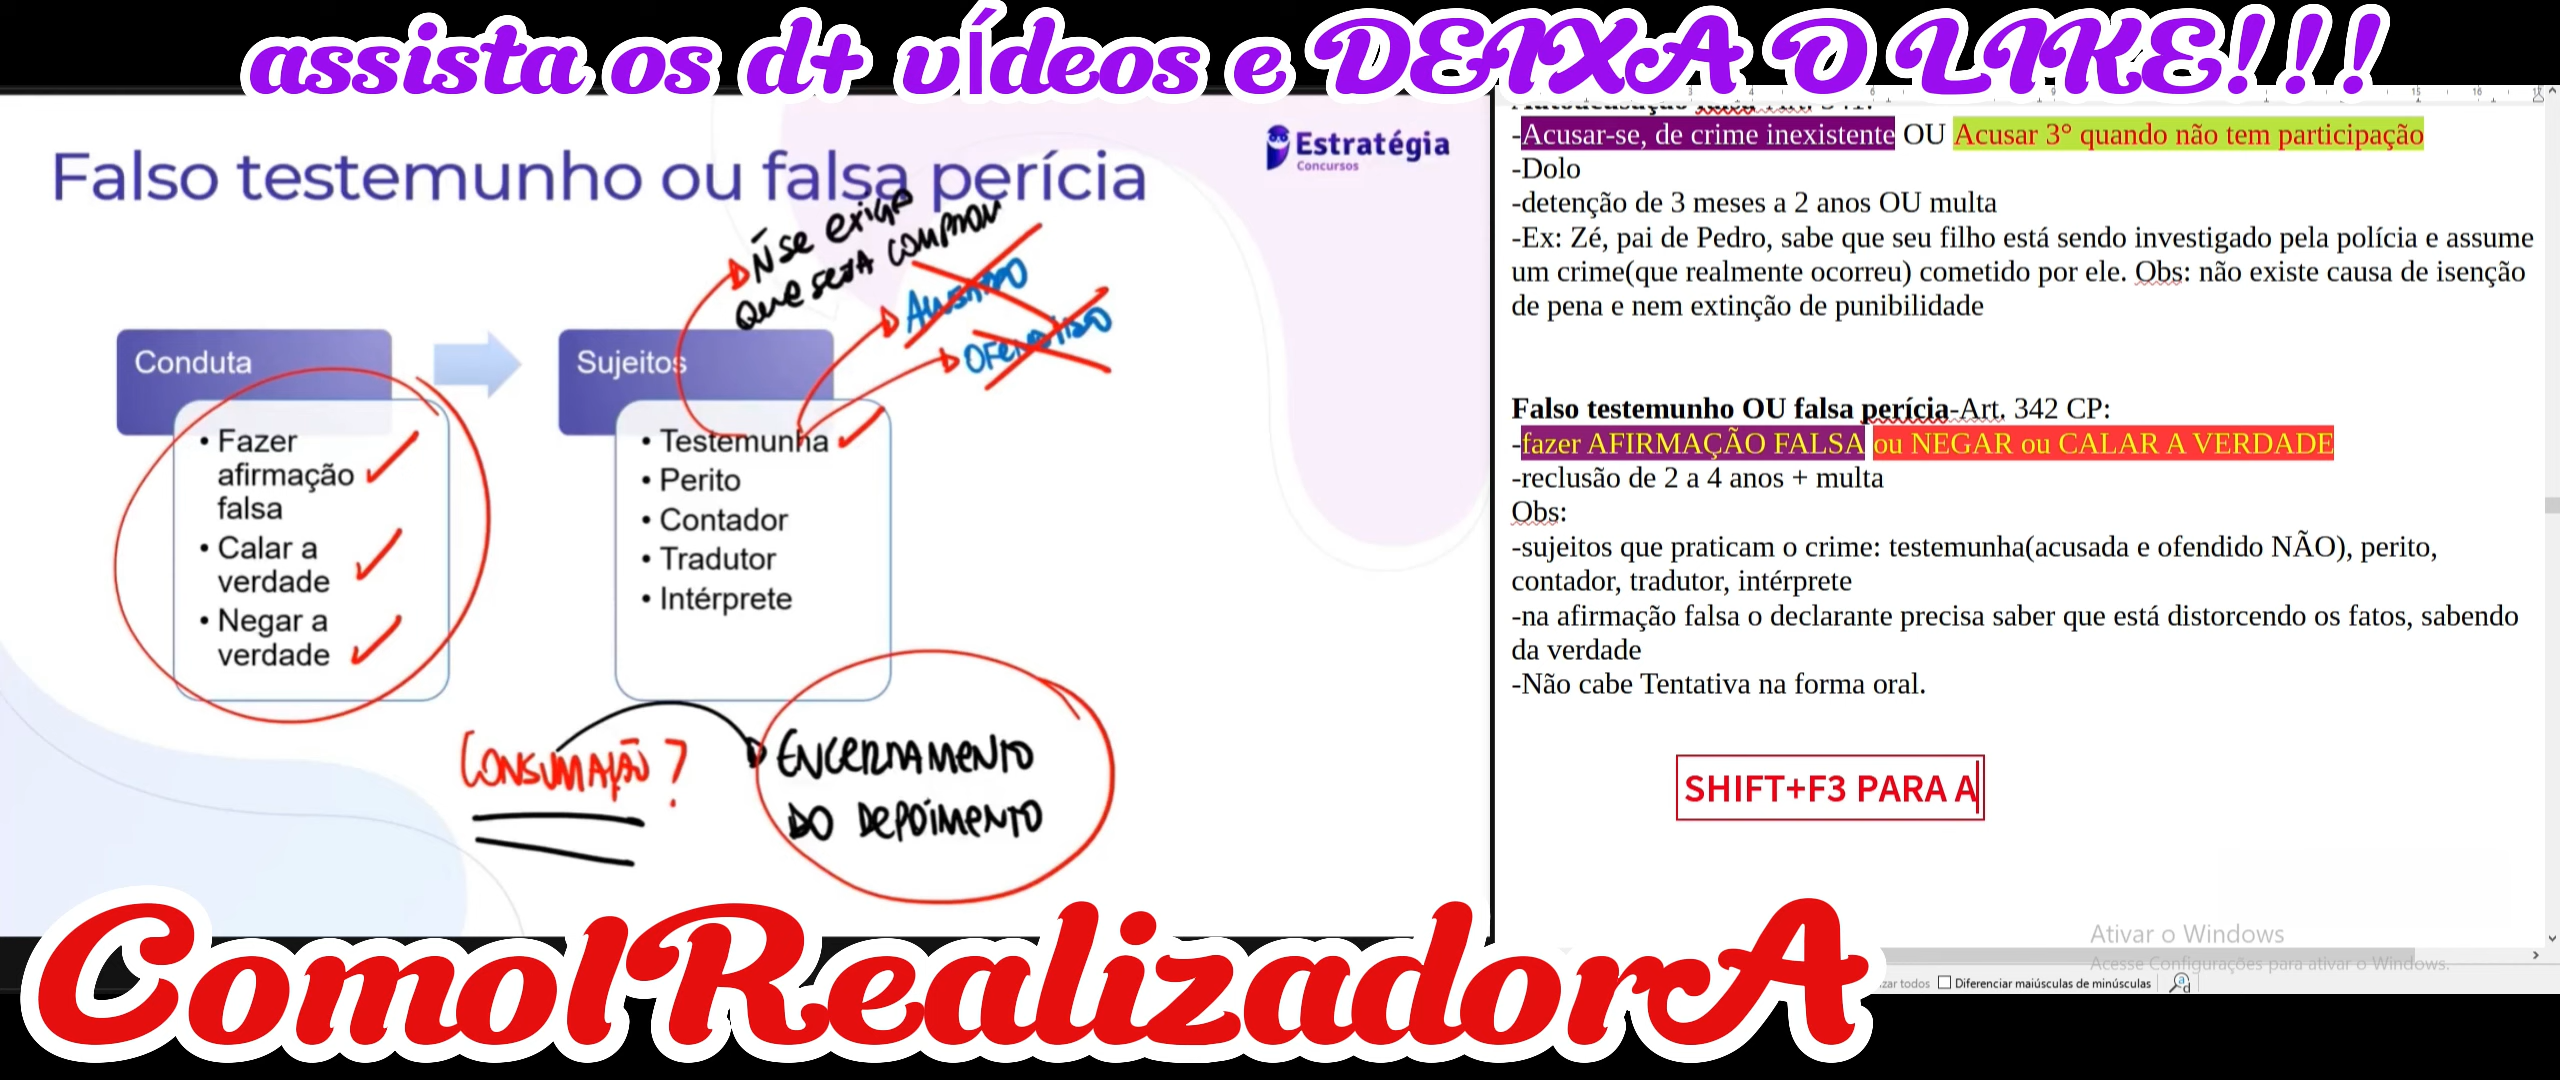 assista os d+ vídeos e DEIXA O LIKE!!!
Estratégia
Concursos
Falso testemunho ou falsa perícia
Ñ se exige
que seja comprom
Ausado
Ofendido
Conduta
• Fazer
afirmação
falsa
• Calar a
verdade
• Negar a
verdade
Sujeitos
• Testemunha
• Perito
• Contador
• Tradutor
• Intérprete
Consumação?
Encerramento
do depoimento
-Acusar-se, de crime inexistente OU Acusar 3° quando não tem participação
-Dolo
-detenção de 3 meses a 2 anos OU multa
-Ex: Zé, pai de Pedro, sabe que seu filho está sendo investigado pela polícia e assume
um crime(que realmente ocorreu) cometido por ele. Obs: não existe causa de isenção
de pena e nem extinção de punibilidade
Falso testemunho OU falsa perícia-Art. 342 CP:
-fazer AFIRMAÇÃO FALSA ou NEGAR ou CALAR A VERDADE
-reclusão de 2 a 4 anos + multa
Obs:
-sujeitos que praticam o crime: testemunha(acusada e ofendido NÃO), perito,
contador, tradutor, intérprete
-na afirmação falsa o declarante precisa saber que está distorcendo os fatos, sabendo
da verdade
-Não cabe Tentativa na forma oral.
SHIFT+F3 PARA A
Ativar o Windows
Acesse Configurações para ativar o Windows.
zar todos Diferenciar maiúsculas de minúsculas
ComolRealizadorA